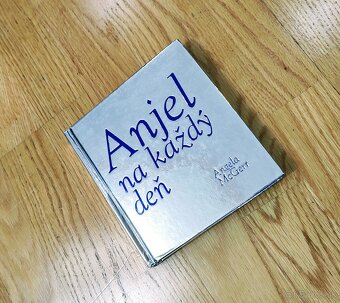 Anjel
na každý
deň
Angela
McGerr